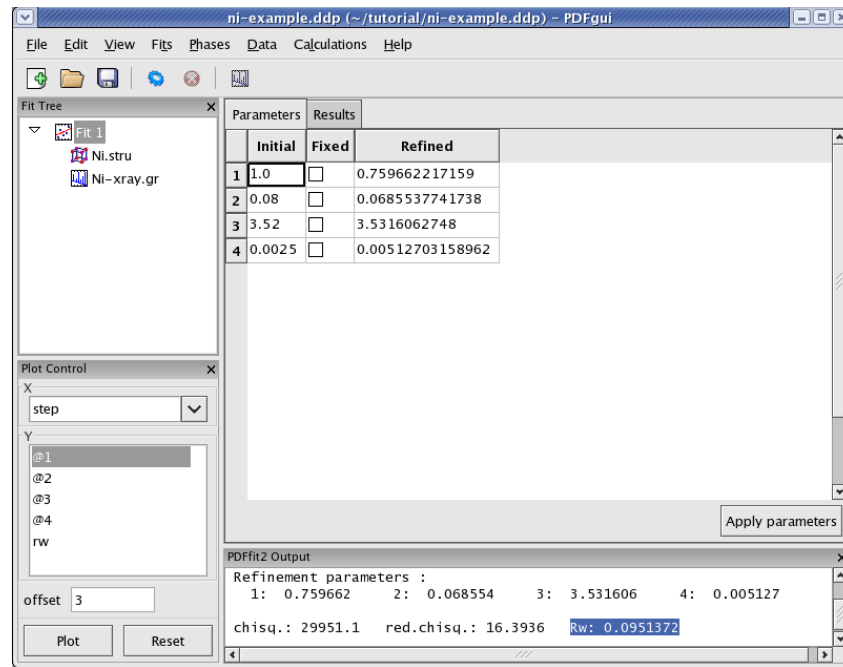 ni-example.ddp (~/tutorial/ni-example.ddp) - PDFgui
File Edit View Fits Phases Data Calculations Help
Fit Tree
Fit 1
Ni.stru
Ni-xray.gr
Parameters Results
Initial Fixed Refined
1 1.0 0.759662217159
2 0.08 0.0685537741738
3 3.52 3.5316062748
4 0.0025 0.00512703158962
Plot Control
X
step
Y
@1
@2
@3
@4
rw
offset 3
Plot Reset
Apply parameters
PDFfit2 Output
Refinement parameters :
1: 0.759662 2: 0.068554 3: 3.531606 4: 0.005127
chisq.: 29951.1 red.chisq.: 16.3936 Rw: 0.0951372